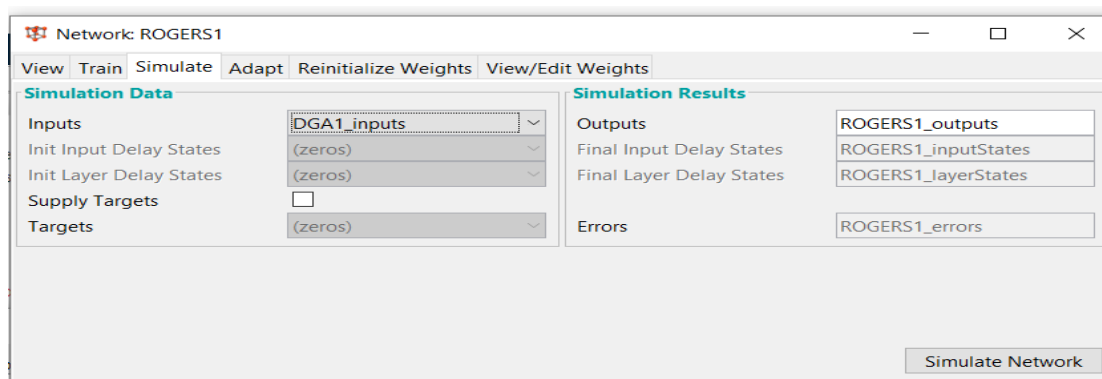 Network: ROGERS1
View Train Simulate Adapt Reinitialize Weights View/Edit Weights
Simulation Data
Inputs DGA1_inputs
Init Input Delay States (zeros)
Init Layer Delay States (zeros)
Supply Targets
Targets (zeros)
Simulation Results
Outputs ROGERS1_outputs
Final Input Delay States ROGERS1_inputStates
Final Layer Delay States ROGERS1_layerStates
Errors ROGERS1_errors
Simulate Network